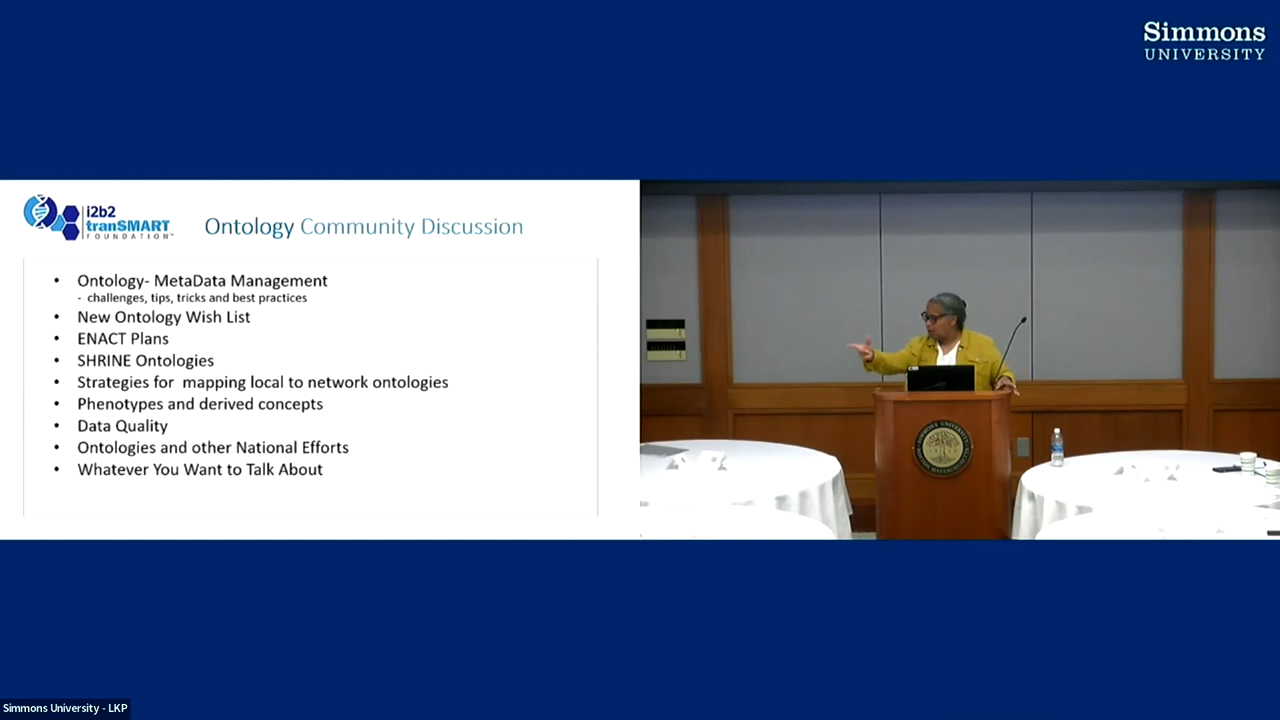 Simmons
UNIVERSITY
i2b2
tranSMART
FOUNDATION™
Ontology Community Discussion
• Ontology- MetaData Management
- challenges, tips, tricks and best practices
• New Ontology Wish List
• ENACT Plans
• SHRINE Ontologies
• Strategies for mapping local to network ontologies
• Phenotypes and derived concepts
• Data Quality
• Ontologies and other National Efforts
• Whatever You Want to Talk About
Simmons University - LKP